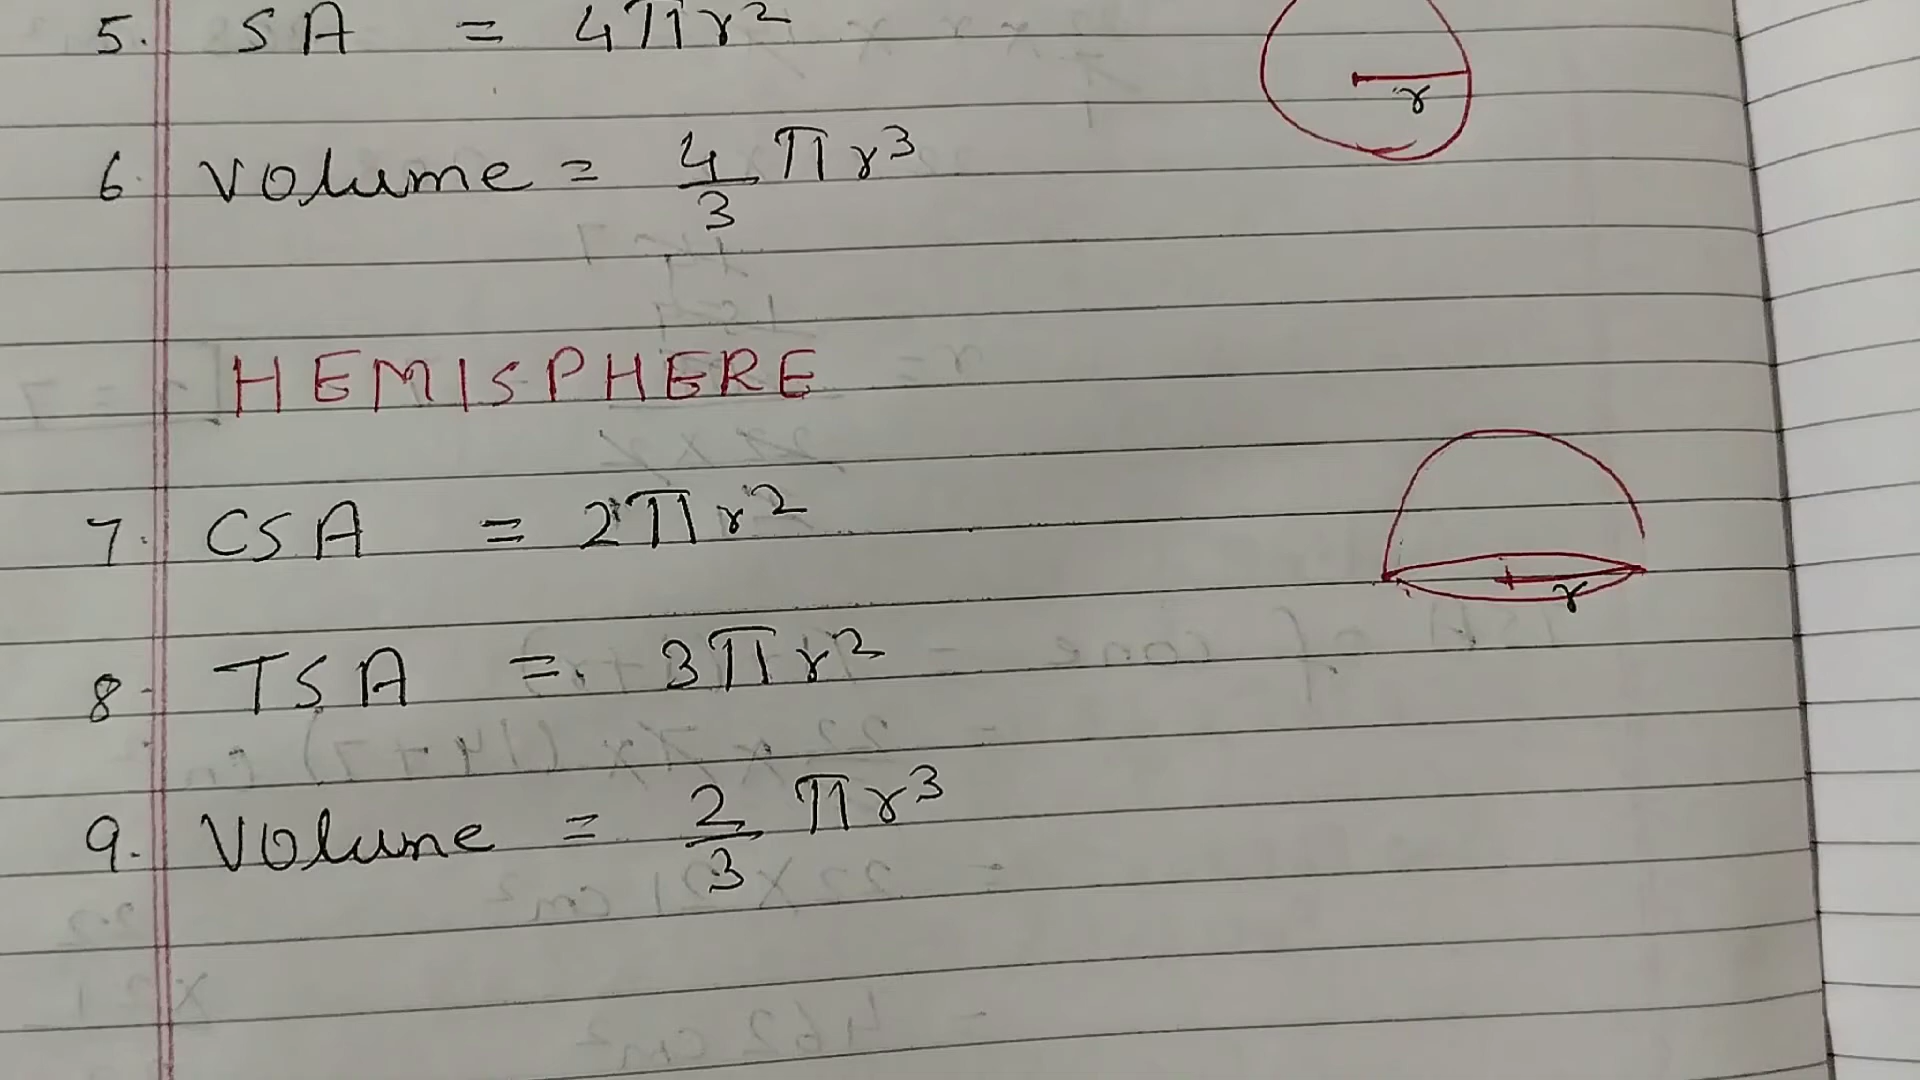 5. SA = 4πr²
r
6. Volume = 4/3 πr³
HEMISPHERE
7. CSA = 2πr²
r
8. TSA = 3πr²
9. Volume = 2/3 πr³